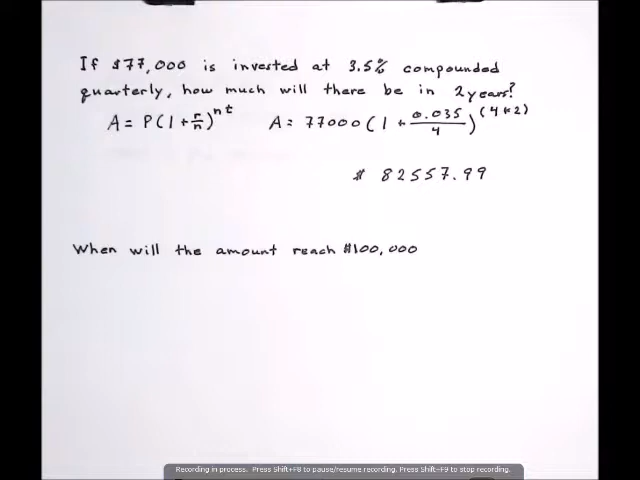 If $77,000 is invested at 3.5% compounded
quarterly, how much will there be in 2 years?
A = P(1 + r/n)^nt A = 77000 (1 + 0.035/4)^(4*2)
$ 82557.99
When will the amount reach $100,000
Recording in process. Press Shift+F8 to pause/resume recording. Press Shift+F9 to stop recording.